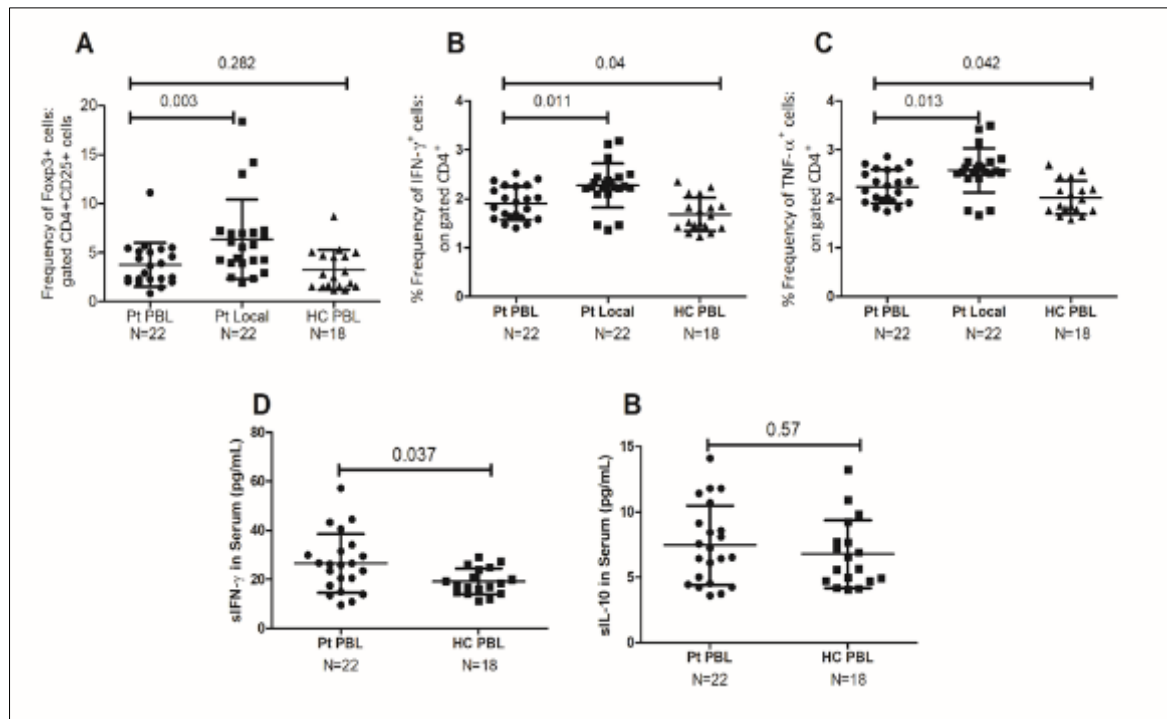 A
0.282
0.003
Frequency of Foxp3+ cells:
gated CD4+CD25+ cells
20
15
10
5
0
Pt PBL
N=22
Pt Local
N=22
HC PBL
N=18
B
0.04
0.011
% Frequency of IFN-γ+ cells:
on gated CD4+
4
3
2
1
0
Pt PBL
N=22
Pt Local
N=22
HC PBL
N=18
C
0.042
0.013
% Frequency of TNF-α+ cells:
on gated CD4+
4
3
2
1
0
Pt PBL
N=22
Pt Local
N=22
HC PBL
N=18
D
0.037
sIFN-γ in Serum (pg/mL)
80
60
40
20
0
Pt PBL
N=22
HC PBL
N=18
B
0.57
sIL-10 in Serum (pg/mL)
15
10
5
0
Pt PBL
N=22
HC PBL
N=18